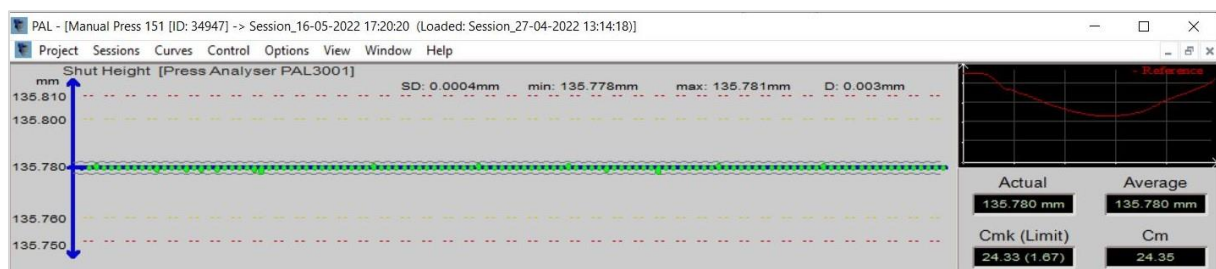 PAL - [Manual Press 151 [ID: 34947] -> Session_16-05-2022 17:20:20 (Loaded: Session_27-04-2022 13:14:18)]
Project Sessions Curves Control Options View Window Help
Shut Height [Press Analyser PAL3001]
mm
SD: 0.0004mm min: 135.778mm max: 135.781mm D: 0.003mm
135.810
135.800
135.780
135.760
135.750
- Reference
Actual Average
135.780 mm 135.780 mm
Cmk (Limit) Cm
24.33 (1.67) 24.35